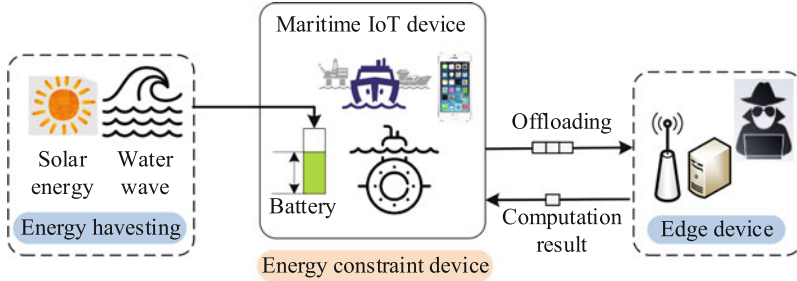 Solar
energy
Water
wave
Energy havesting
Maritime IoT device
Battery
Energy constraint device
Offloading
Computation
result
Edge device